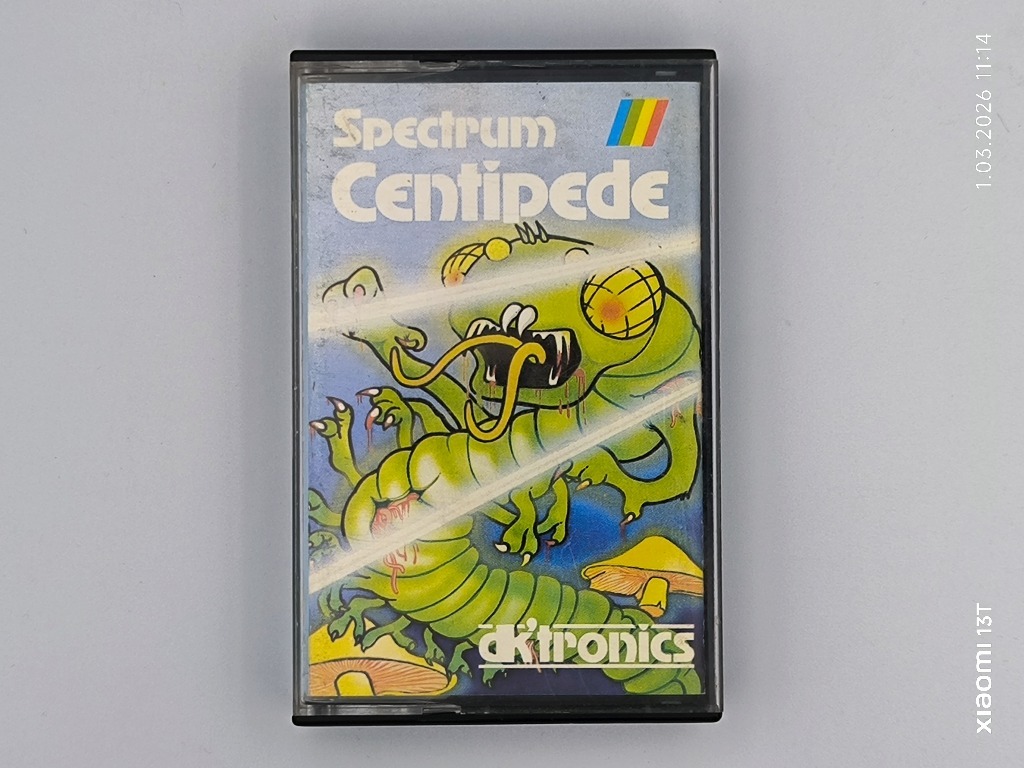 Spectrum
Centipede
dk'tronics
1.03.2026 11:14
XIAOMI 13T